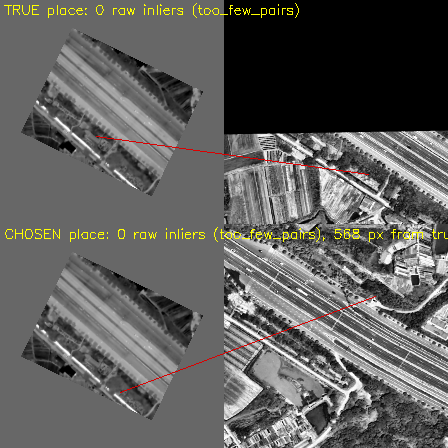 TRUE place: 0 raw inliers (too_few_pairs)
CHOSEN place: 0 raw inliers (too_few_pairs), 568 px from tru